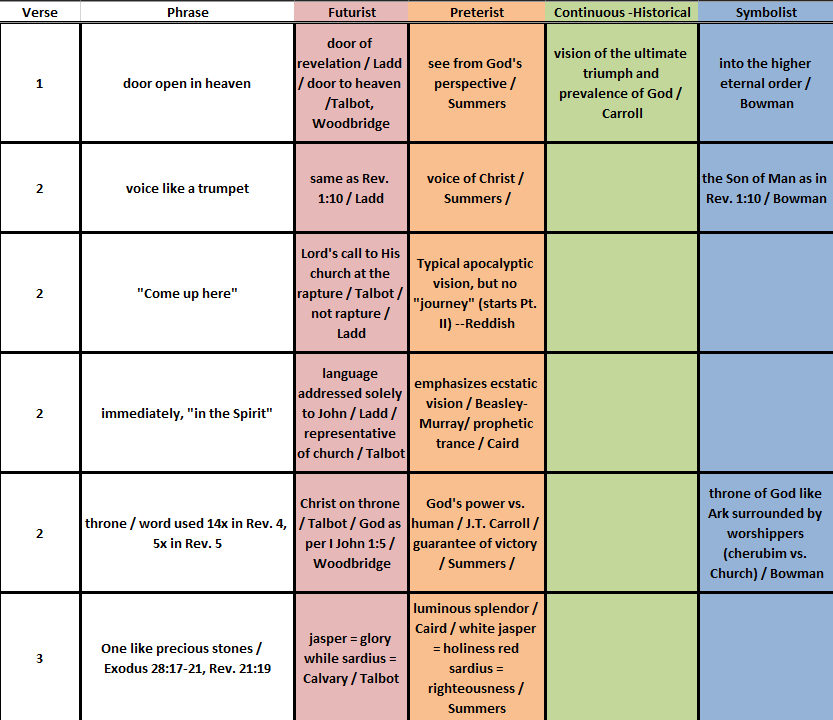 Verse Phrase Futurist Preterist Continuous -Historical Symbolist
1
door open in heaven
door of
revelation / Ladd
/ door to heaven
/Talbot,
Woodbridge
see from God's
perspective /
Summers
vision of the ultimate
triumph and
prevalence of God /
Carroll
into the higher
eternal order /
Bowman
2
voice like a trumpet
same as Rev.
1:10 / Ladd
voice of Christ /
Summers /
the Son of Man as in
Rev. 1:10 / Bowman
2
"Come up here"
Lord's call to His
church at the
rapture / Talbot /
not rapture /
Ladd
Typical apocalyptic
vision, but no
"journey" (starts Pt.
II) --Reddish
2
immediately, "in the Spirit"
language
addressed solely
to John / Ladd /
representative
of church / Talbot
emphasizes ecstatic
vision / Beasley-
Murray/ prophetic
trance / Caird
2
throne / word used 14x in Rev. 4,
5x in Rev. 5
Christ on throne
/ Talbot / God as
per I John 1:5 /
Woodbridge
God's power vs.
human / J.T. Carroll /
guarantee of victory
/ Summers /
throne of God like
Ark surrounded by
worshippers
(cherubim vs.
Church) / Bowman
3
One like precious stones /
Exodus 28:17-21, Rev. 21:19
jasper = glory
while sardius =
Calvary / Talbot
luminous splendor /
Caird / white jasper
= holiness red
sardius =
righteousness /
Summers